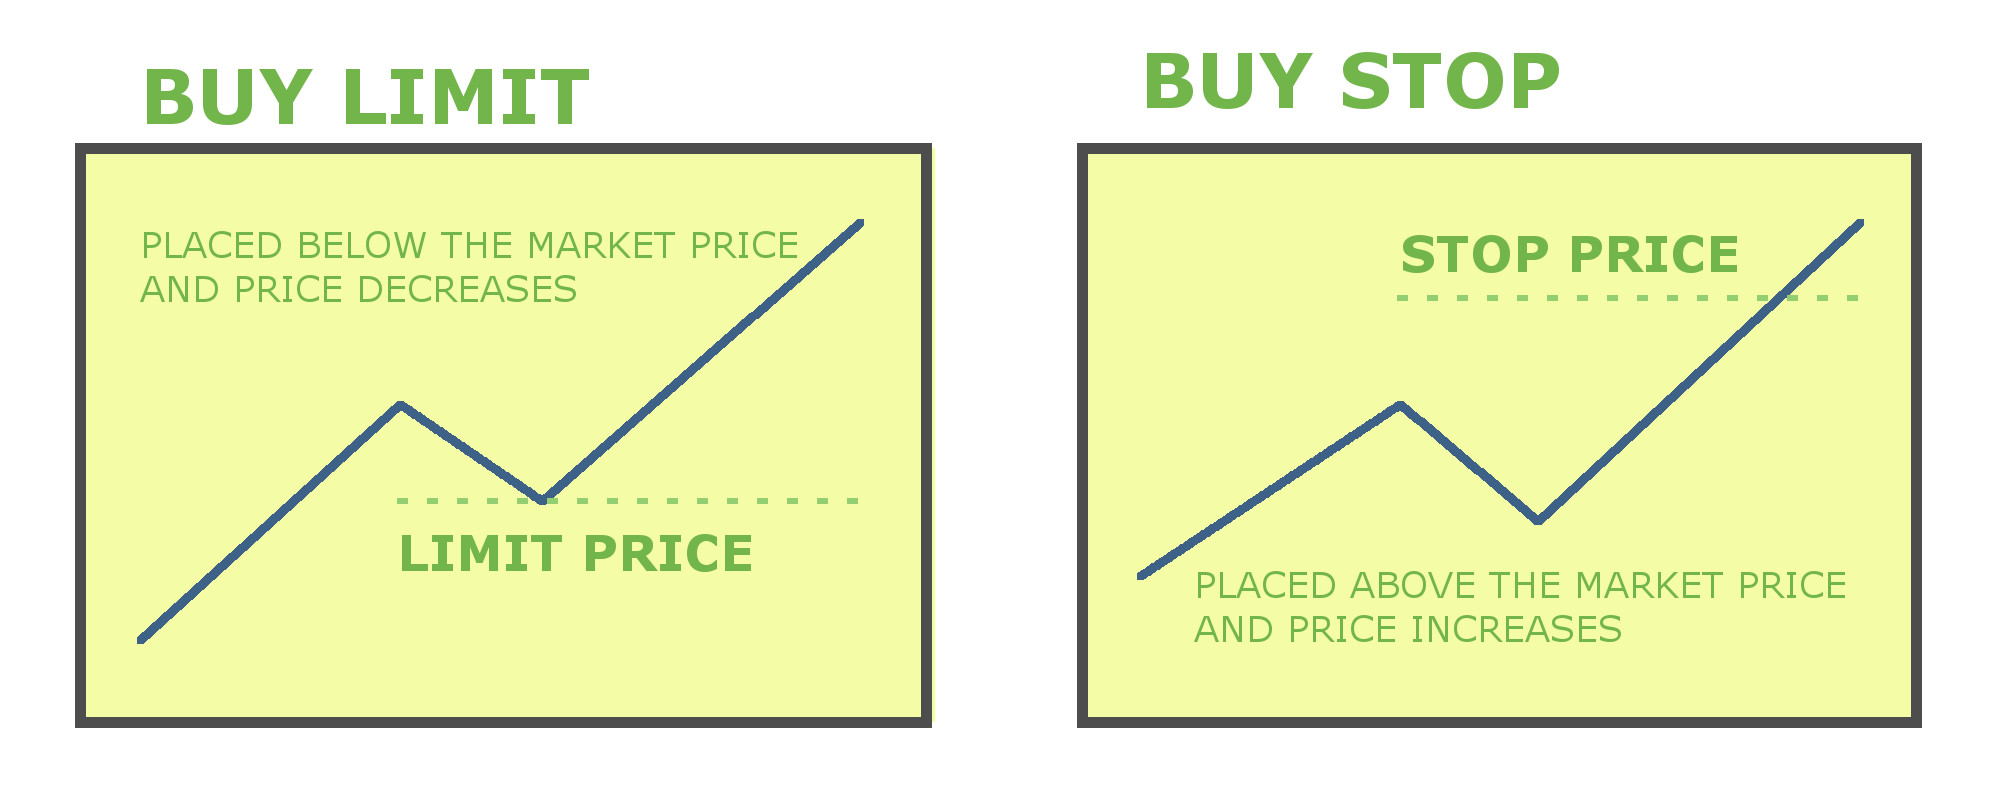 BUY LIMIT
PLACED BELOW THE MARKET PRICE
AND PRICE DECREASES
LIMIT PRICE
BUY STOP
STOP PRICE
PLACED ABOVE THE MARKET PRICE
AND PRICE INCREASES